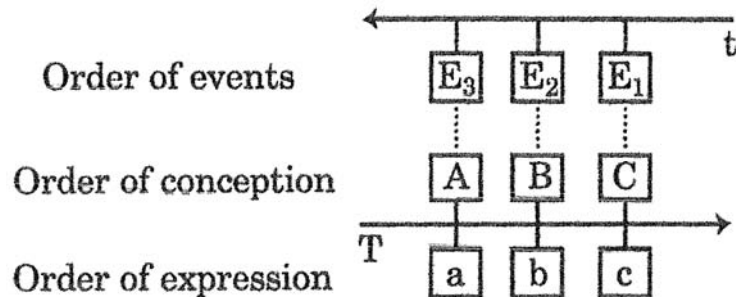 t
Order of events E₃ E₂ E₁
Order of conception A B C
T
Order of expression a b c